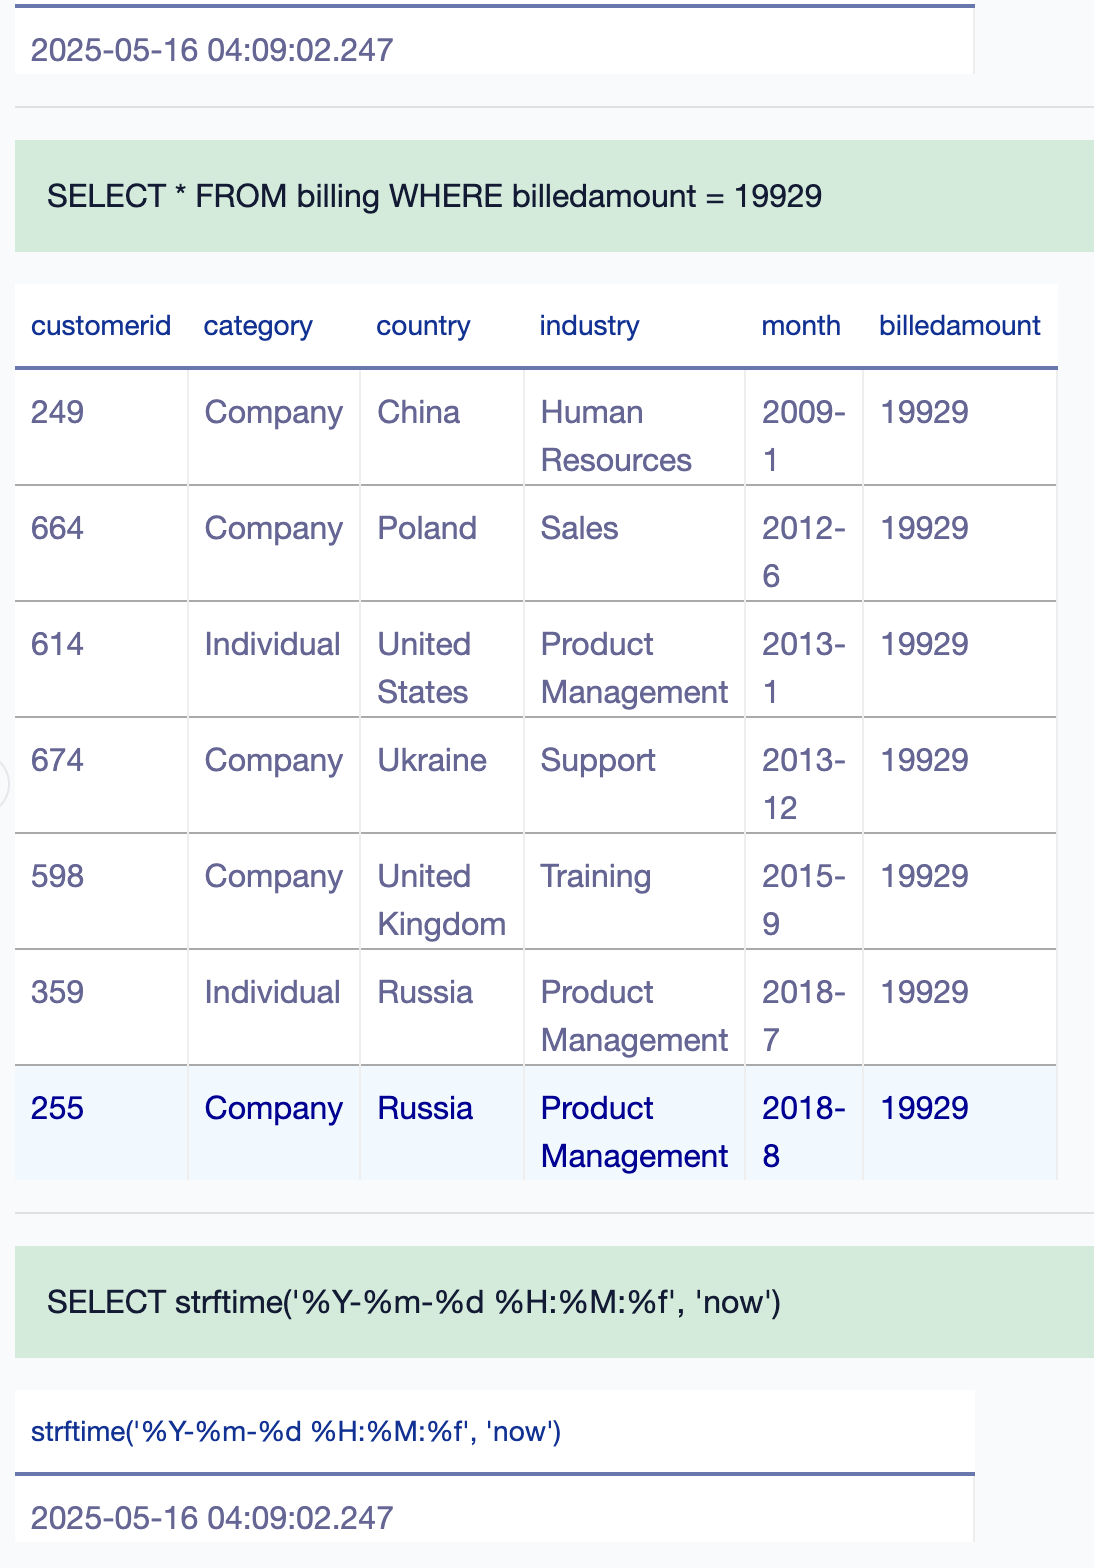 2025-05-16 04:09:02.247
SELECT * FROM billing WHERE billedamount = 19929
customerid category country industry month billedamount
249 Company China Human Resources 2009-1 19929
664 Company Poland Sales 2012-6 19929
614 Individual United States Product Management 2013-1 19929
674 Company Ukraine Support 2013-12 19929
598 Company United Kingdom Training 2015-9 19929
359 Individual Russia Product Management 2018-7 19929
255 Company Russia Product Management 2018-8 19929
SELECT strftime('%Y-%m-%d %H:%M:%f', 'now')
strftime('%Y-%m-%d %H:%M:%f', 'now')
2025-05-16 04:09:02.247